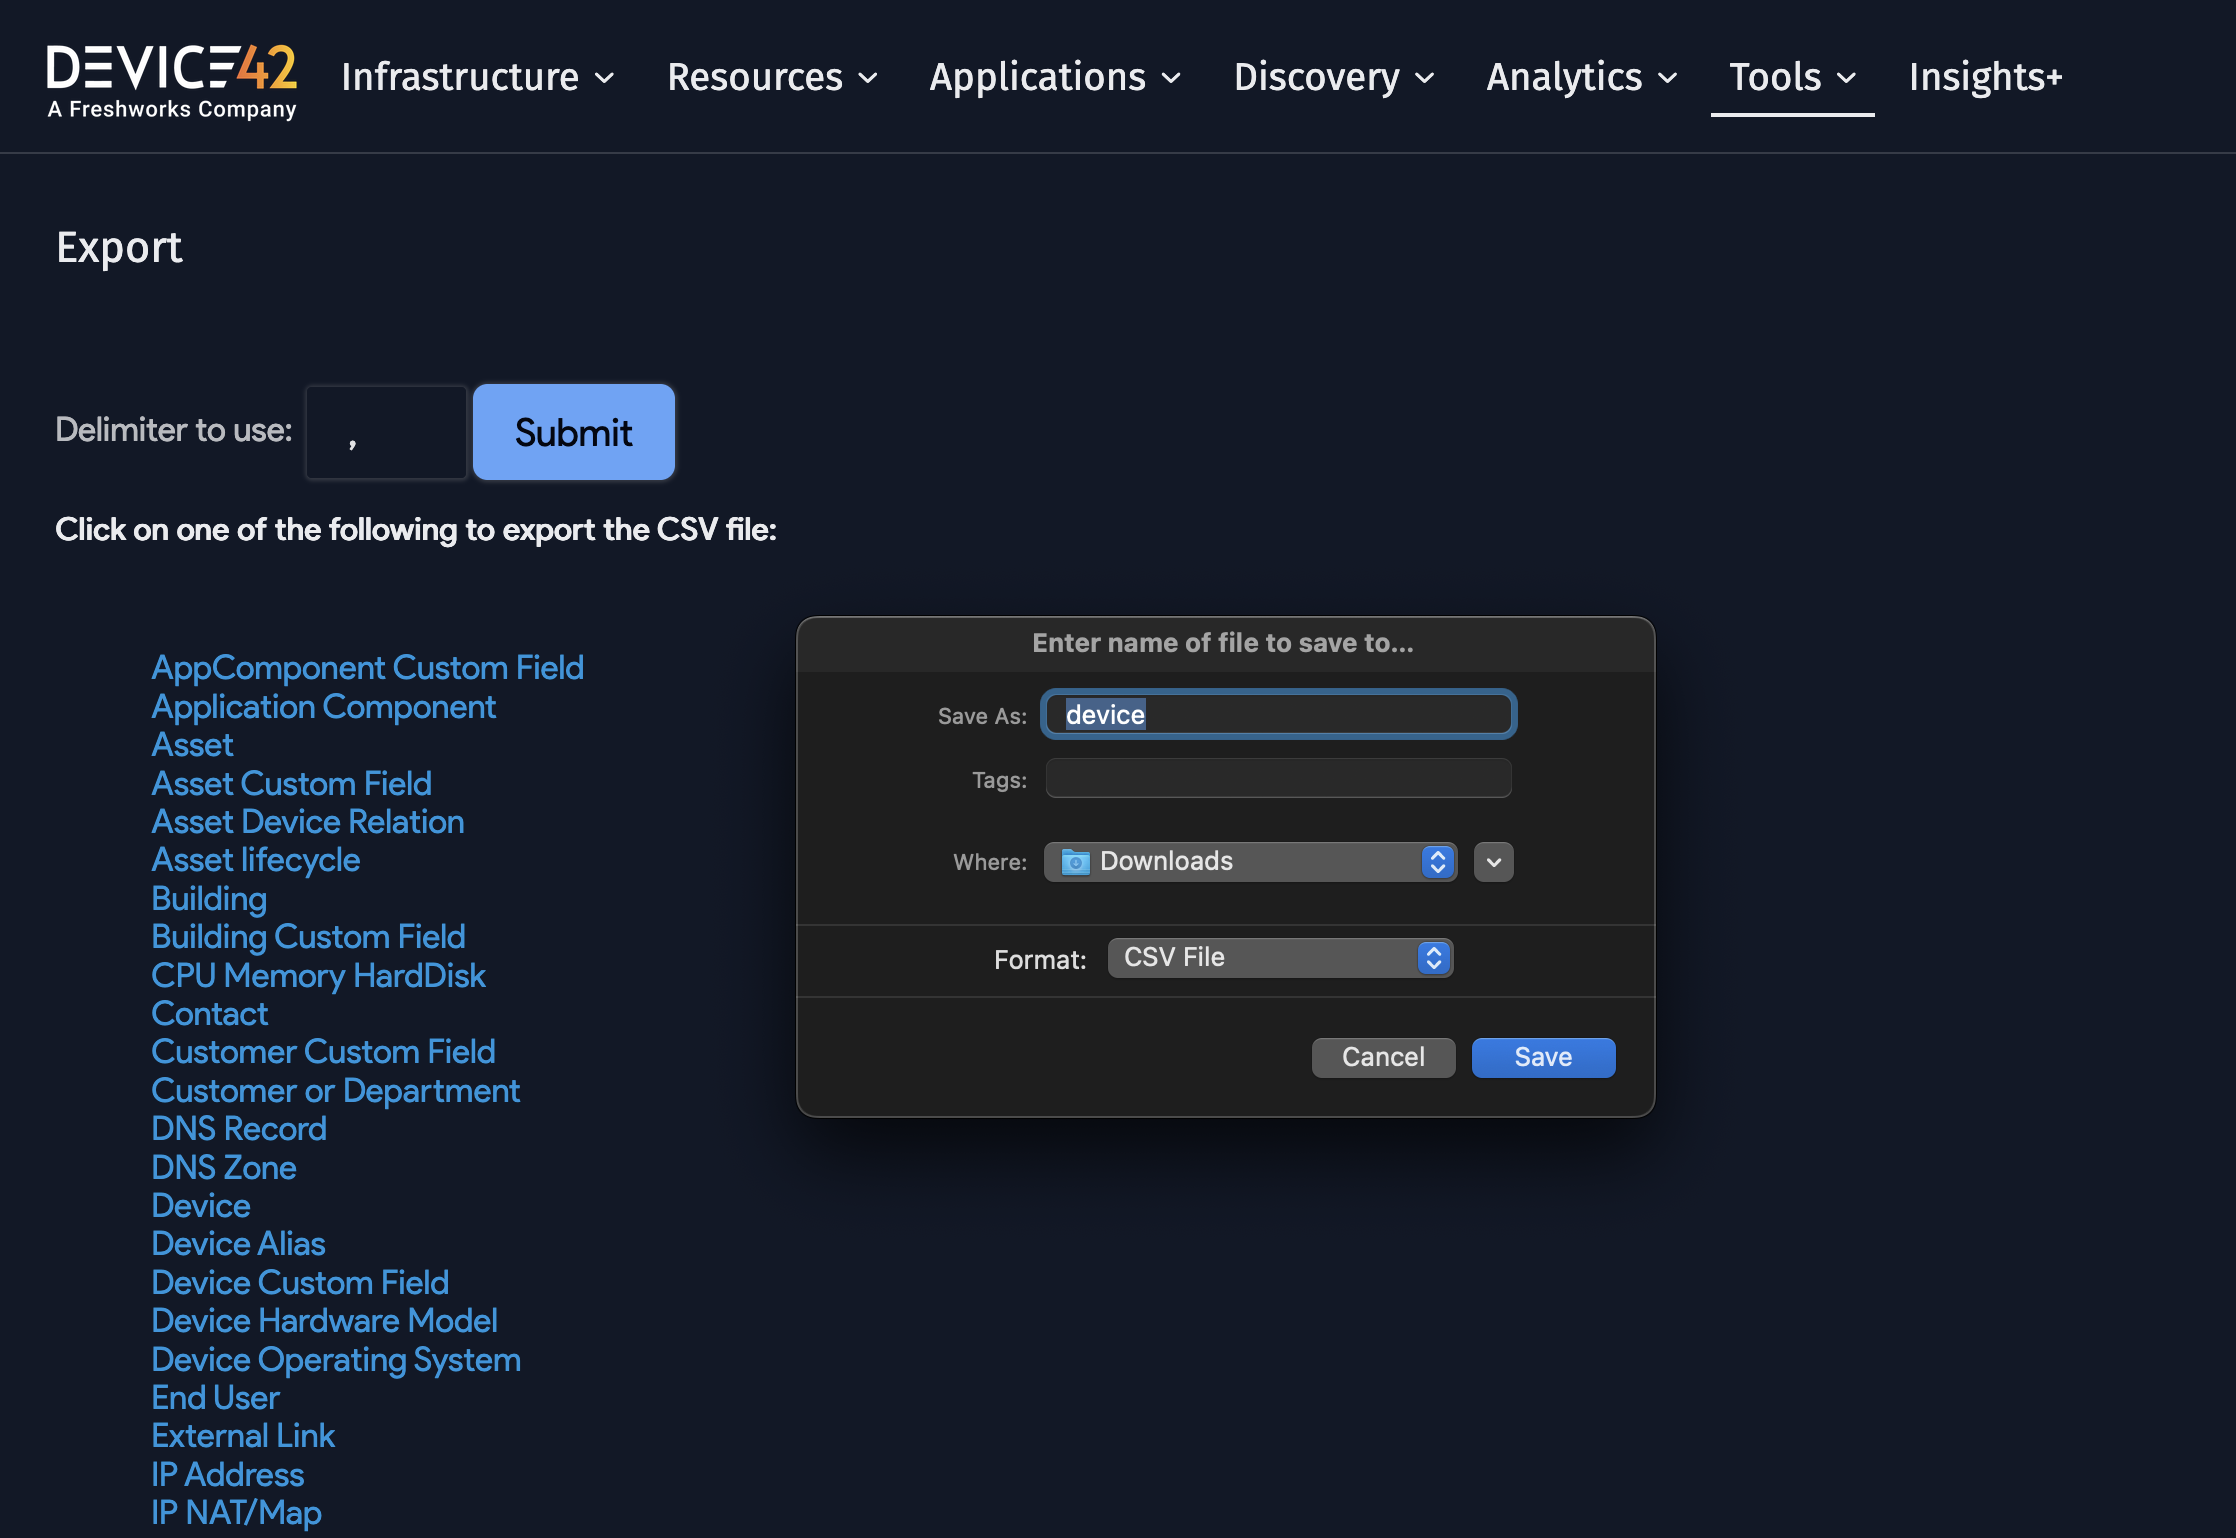 DEVICE42
A Freshworks Company
Infrastructure
Resources
Applications
Discovery
Analytics
Tools
Insights+
Export
Delimiter to use:
,
Submit
Click on one of the following to export the CSV file:
AppComponent Custom Field
Application Component
Asset
Asset Custom Field
Asset Device Relation
Asset lifecycle
Building
Building Custom Field
CPU Memory HardDisk
Contact
Customer Custom Field
Customer or Department
DNS Record
DNS Zone
Device
Device Alias
Device Custom Field
Device Hardware Model
Device Operating System
End User
External Link
IP Address
IP NAT/Map
Enter name of file to save to...
Save As: device
Tags:
Where: Downloads
Format: CSV File
Cancel Save